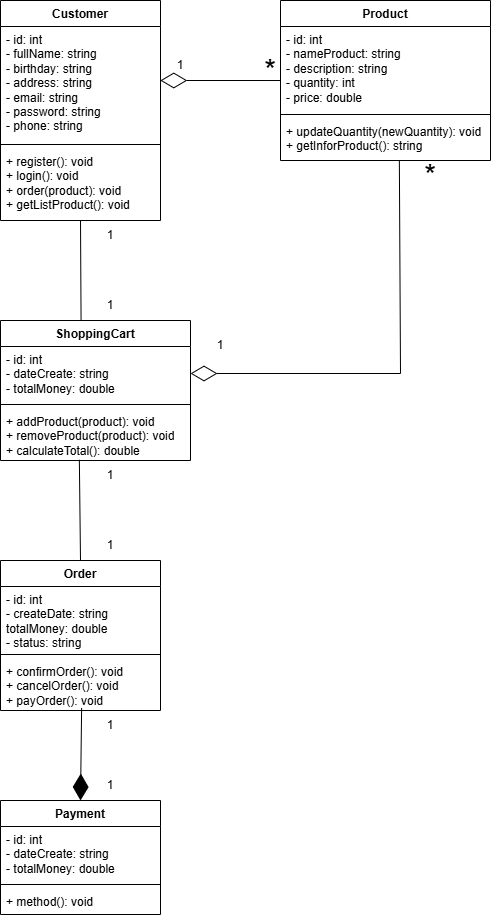 Customer
- id: int
- fullName: string
- birthday: string
- address: string
- email: string
- password: string
- phone: string
+ register(): void
+ login(): void
+ order(product): void
+ getListProduct(): void
1
*
Product
- id: int
- nameProduct: string
- description: string
- quantity: int
- price: double
+ updateQuantity(newQuantity): void
+ getInforProduct(): string
*
1
1
ShoppingCart
- id: int
- dateCreate: string
- totalMoney: double
+ addProduct(product): void
+ removeProduct(product): void
+ calculateTotal(): double
1
1
1
Order
- id: int
- createDate: string
totalMoney: double
- status: string
+ confirmOrder(): void
+ cancelOrder(): void
+ payOrder(): void
1
1
Payment
- id: int
- dateCreate: string
- totalMoney: double
+ method(): void